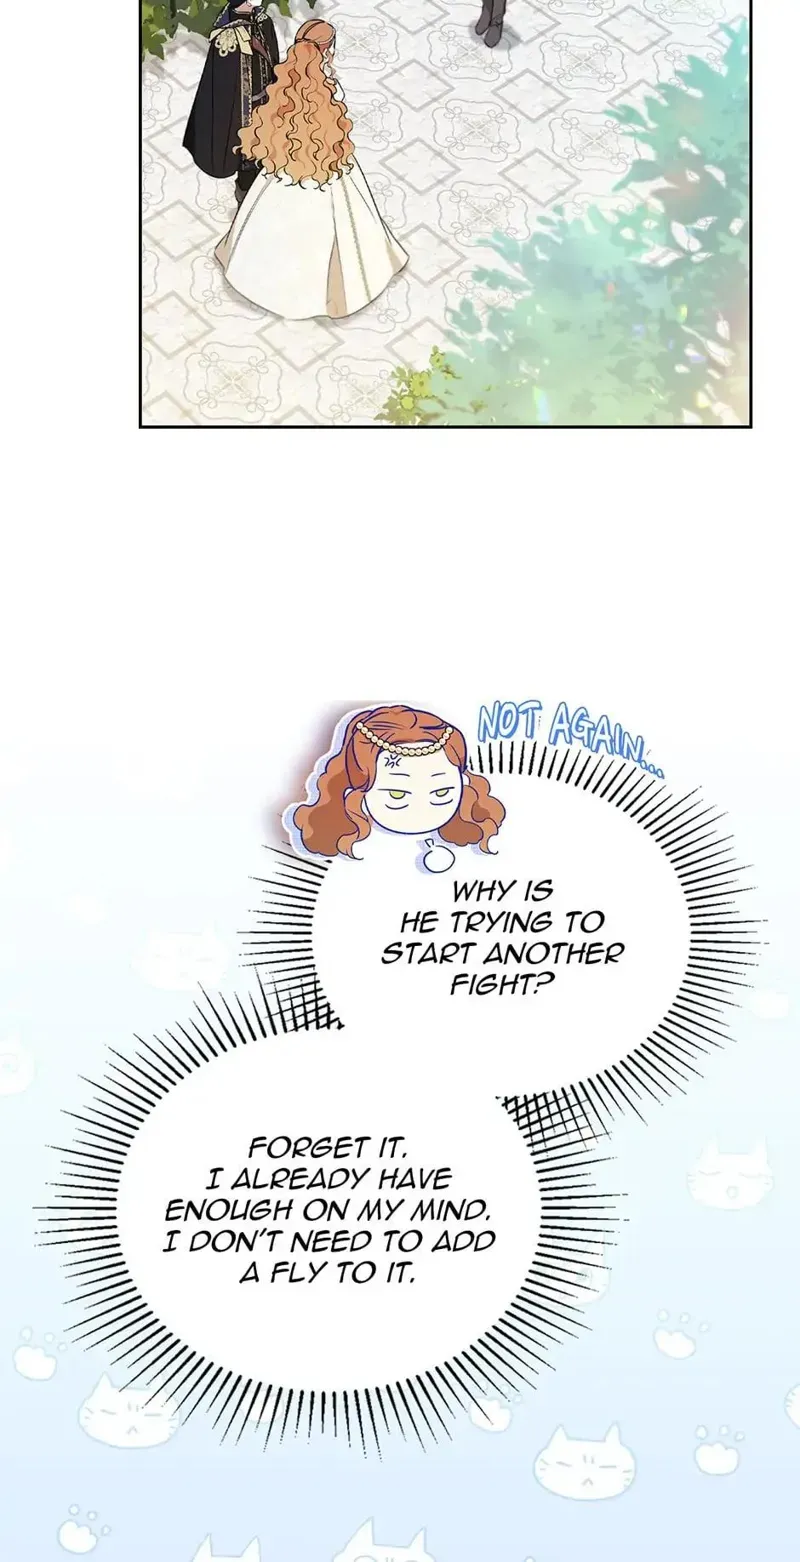 NOT AGAIN...
WHY IS
HE TRYING TO
START ANOTHER
FIGHT?
FORGET IT.
I ALREADY HAVE
ENOUGH ON MY MIND.
I DON'T NEED TO ADD
A FLY TO IT.